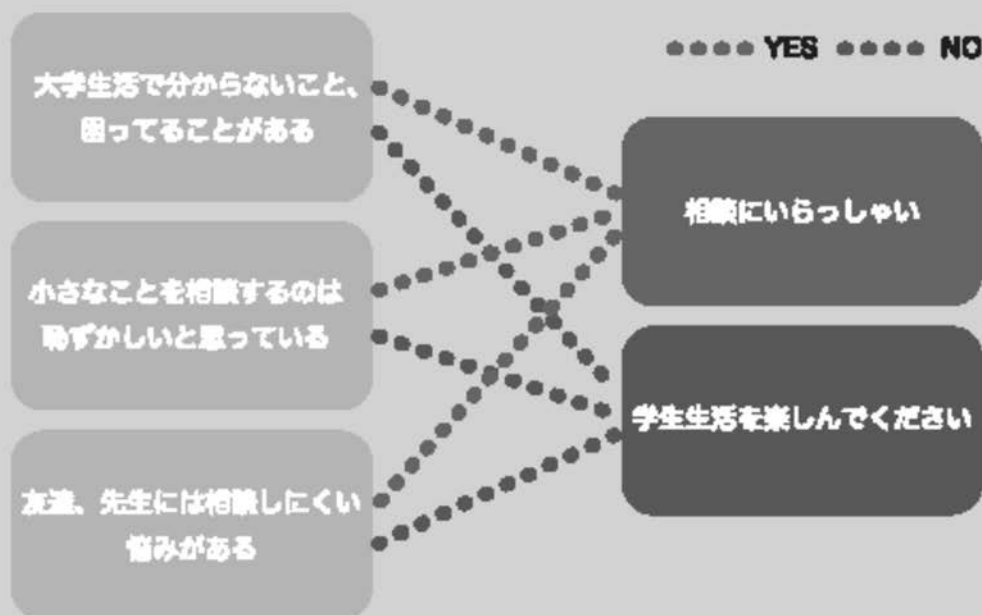 YES NO
大学生活で分からないこと、
困ってることがある
小さなことを相談するのは
恥ずかしいと思っている
友達、先生には相談しにくい
悩みがある
相談にいらっしゃい
学生生活を楽しんでください